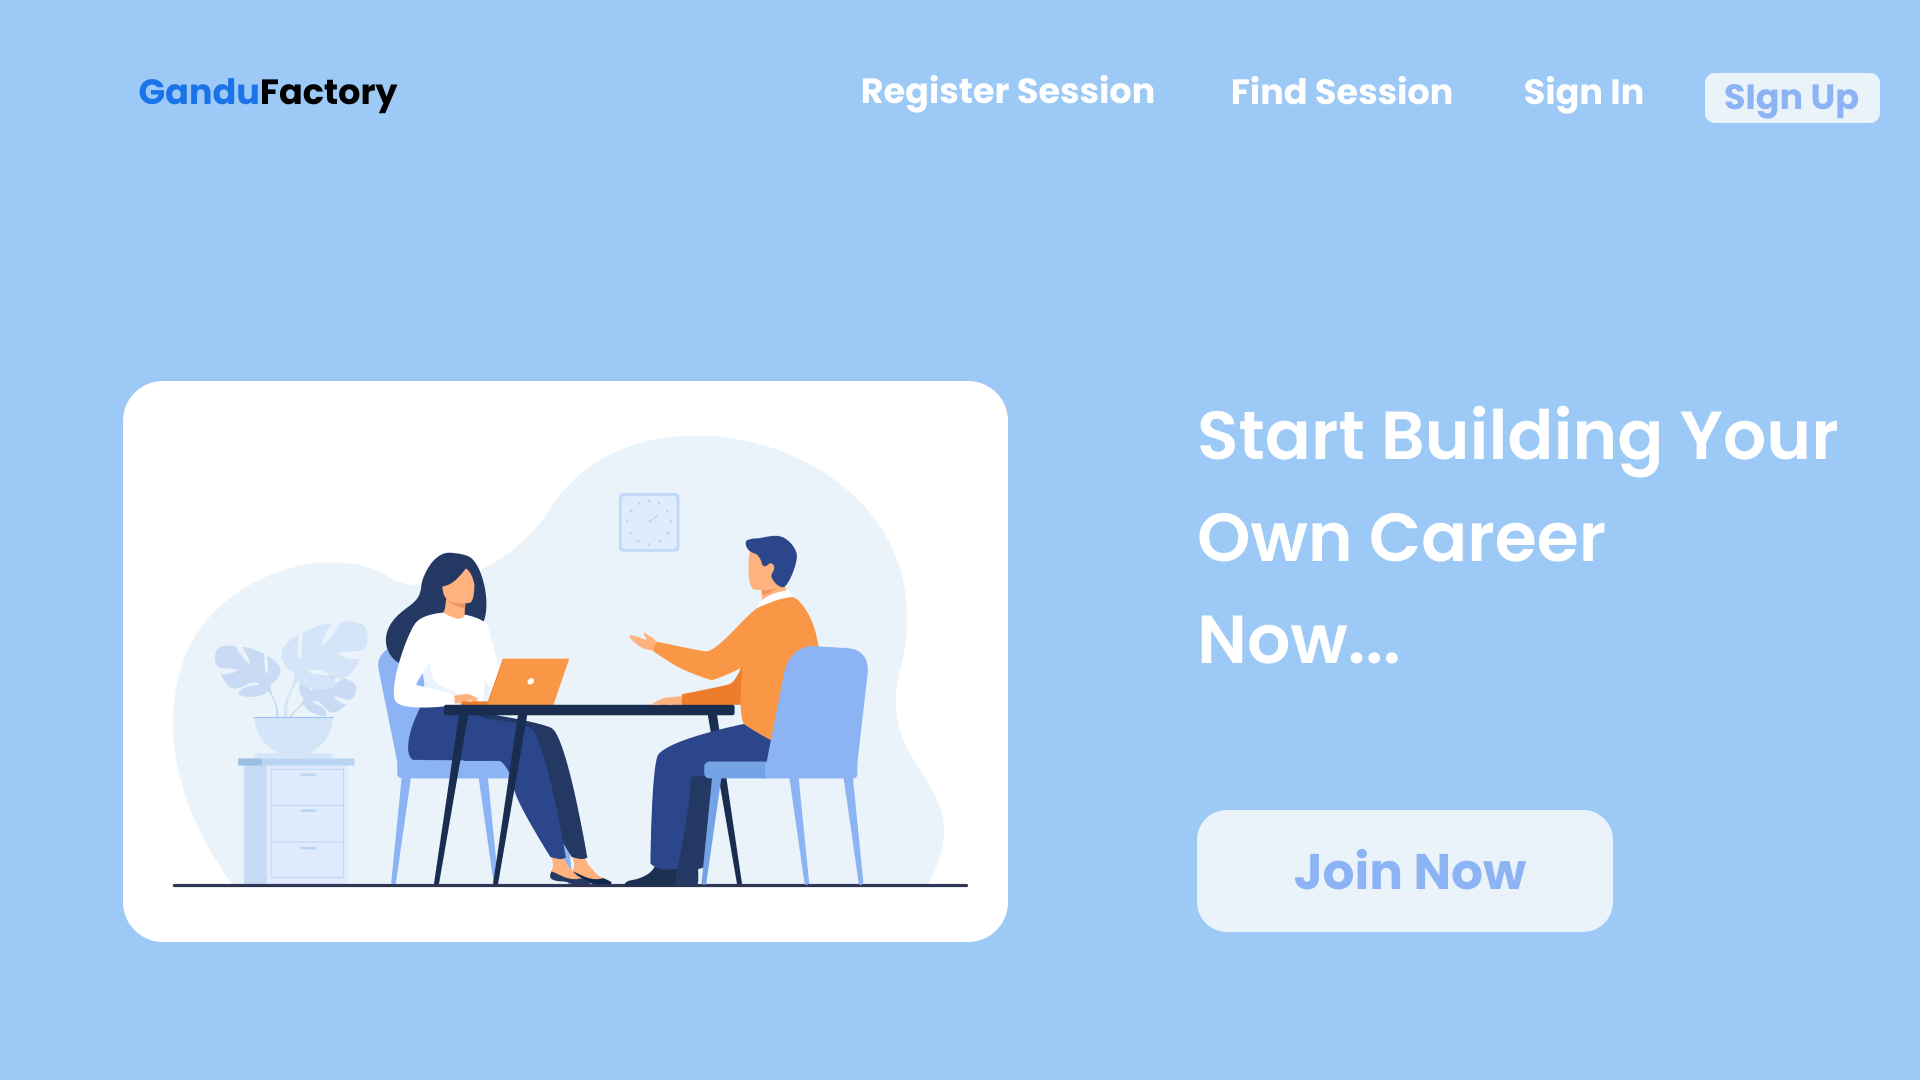 GanduFactory
Register Session
Find Session
Sign In
SIgn Up
Start Building Your
Own Career
Now...
Join Now